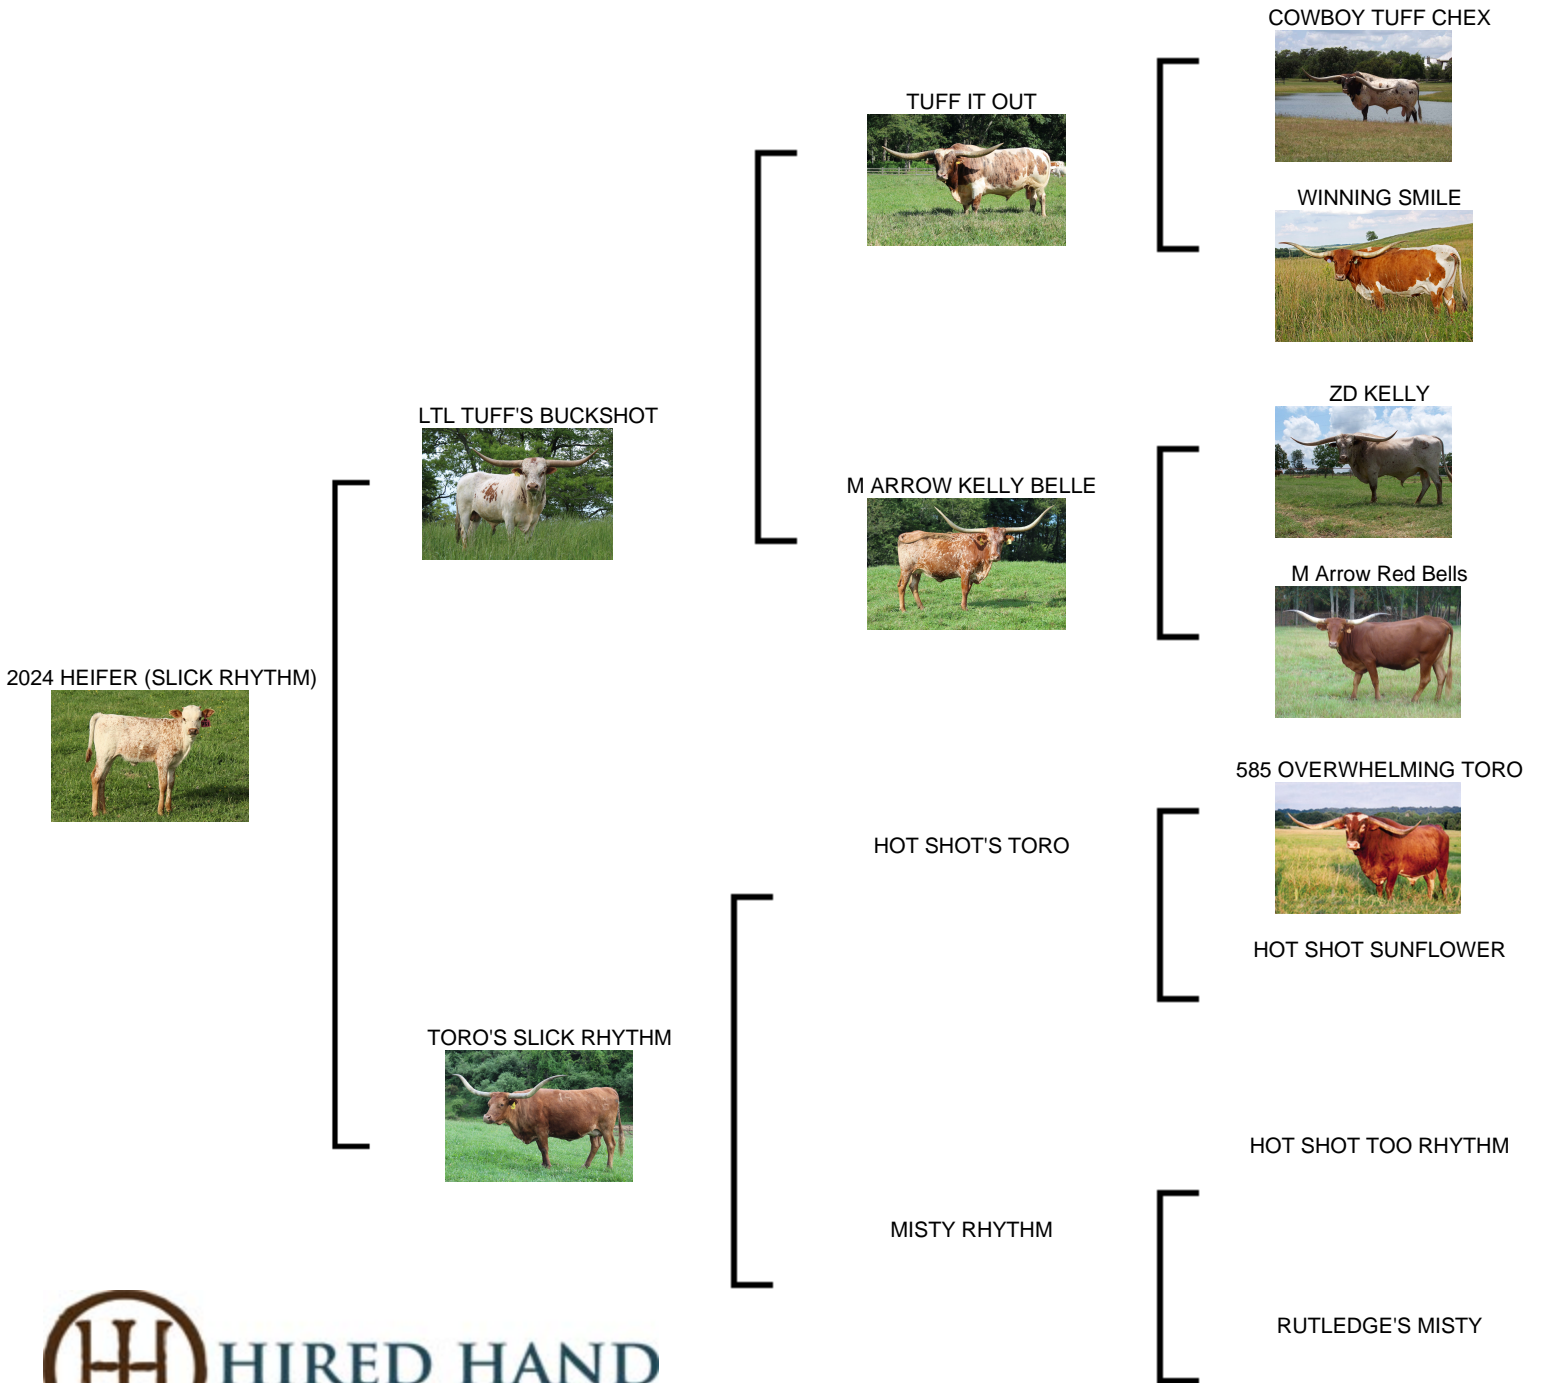 COWBOY TUFF CHEX
TUFF IT OUT
WINNING SMILE
ZD KELLY
LTL TUFF'S BUCKSHOT
M ARROW KELLY BELLE
M Arrow Red Bells
2024 HEIFER (SLICK RHYTHM)
585 OVERWHELMING TORO
HOT SHOT'S TORO
HOT SHOT SUNFLOWER
TORO'S SLICK RHYTHM
HOT SHOT TOO RHYTHM
MISTY RHYTHM
RUTLEDGE'S MISTY
HIRED HAND